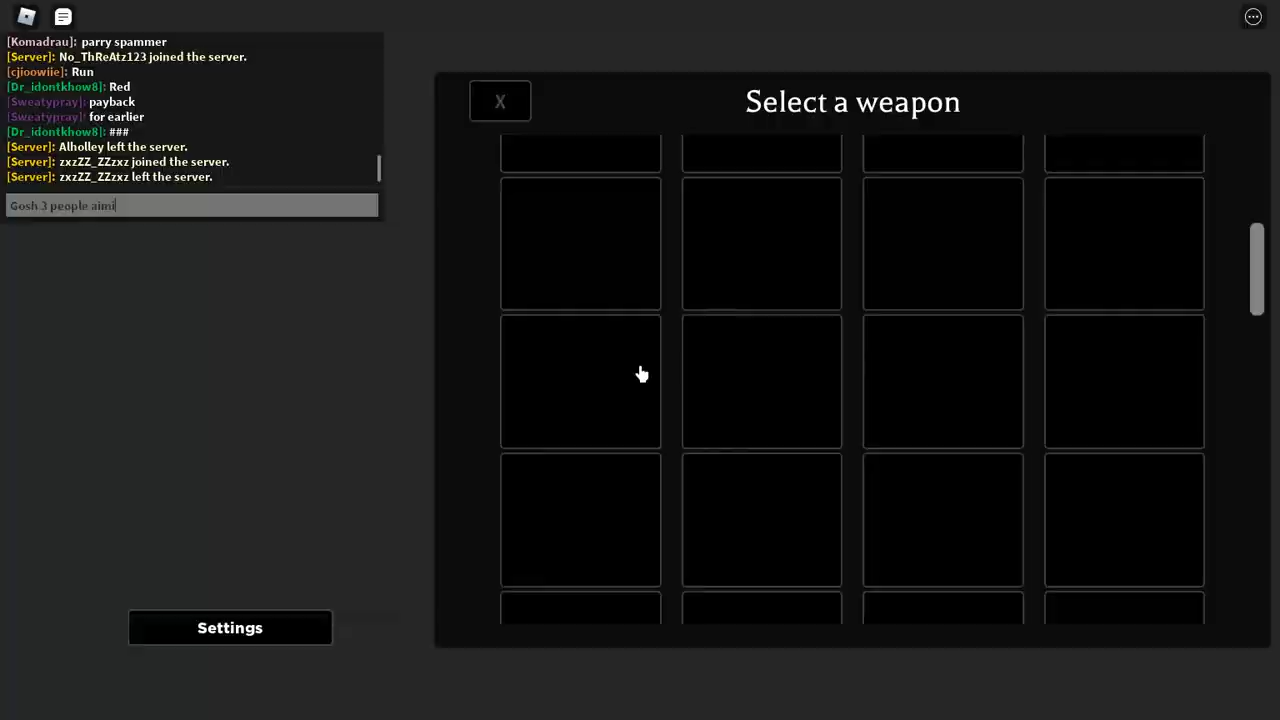 [Komadrau]: parry spammer
[Server]: No_ThReAtz123 joined the server.
[cjioowiie]: Run
[Dr_idontkhow8]: Red
[Sweatypray]: payback
[Sweatypray]: for earlier
[Dr_idontkhow8]: ###
[Server]: Alholley left the server.
[Server]: zxzZZ_ZZzxz joined the server.
[Server]: zxzZZ_ZZzxz left the server.
Gosh 3 people aimi
X
Select a weapon
Settings